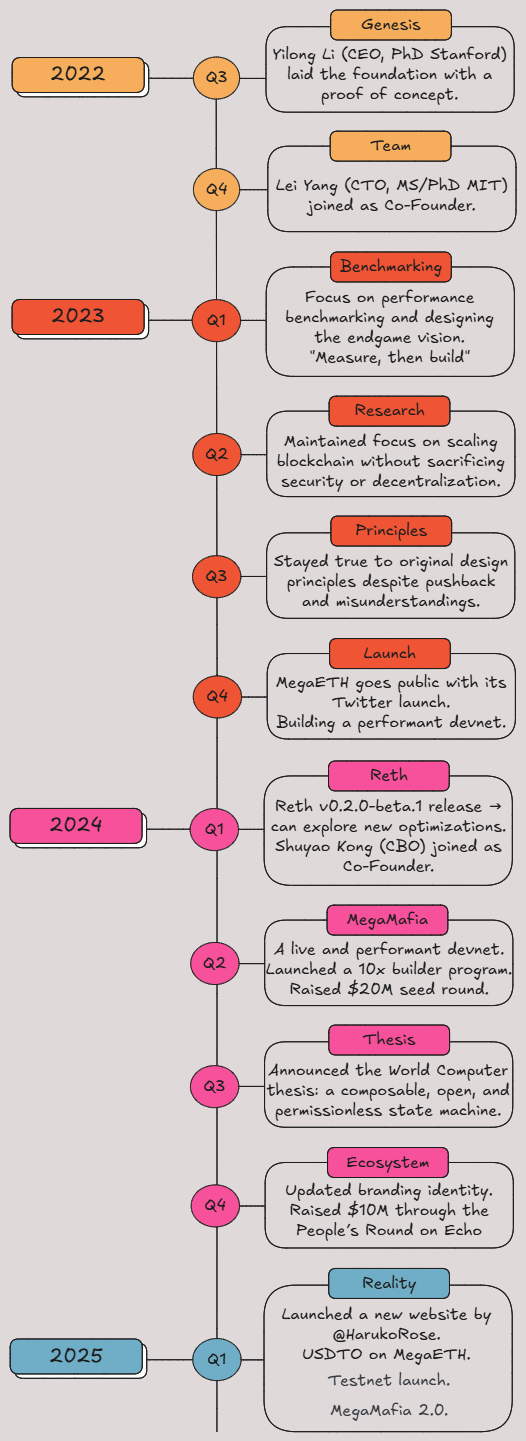 Genesis
2022
Q3
Yilong Li (CEO, PhD Stanford)
laid the foundation with a
proof of concept.
Team
Q4
Lei Yang (CTO, MS/PhD MIT)
joined as Co-Founder.
Benchmarking
2023
Q1
Focus on performance
benchmarking and designing
the endgame vision.
"Measure, then build"
Research
Q2
Maintained focus on scaling
blockchain without sacrificing
security or decentralization.
Principles
Q3
Stayed true to original design
principles despite pushback
and misunderstandings.
Launch
Q4
MegaETH goes public with its
Twitter launch.
Building a performant devnet.
Reth
2024
Q1
Reth v0.2.0-beta.1 release →
can explore new optimizations.
Shuyao Kong (CBO) joined as
Co-Founder.
MegaMafia
Q2
A live and performant devnet.
Launched a 10x builder program.
Raised $20M seed round.
Thesis
Q3
Announced the World Computer
thesis: a composable, open, and
permissionless state machine.
Ecosystem
Q4
Updated branding identity.
Raised $10M through the
People's Round on Echo
Reality
2025
Q1
Launched a new website by
@HarukoRose.
USDTO on MegaETH.
Testnet launch.
MegaMafia 2.0.